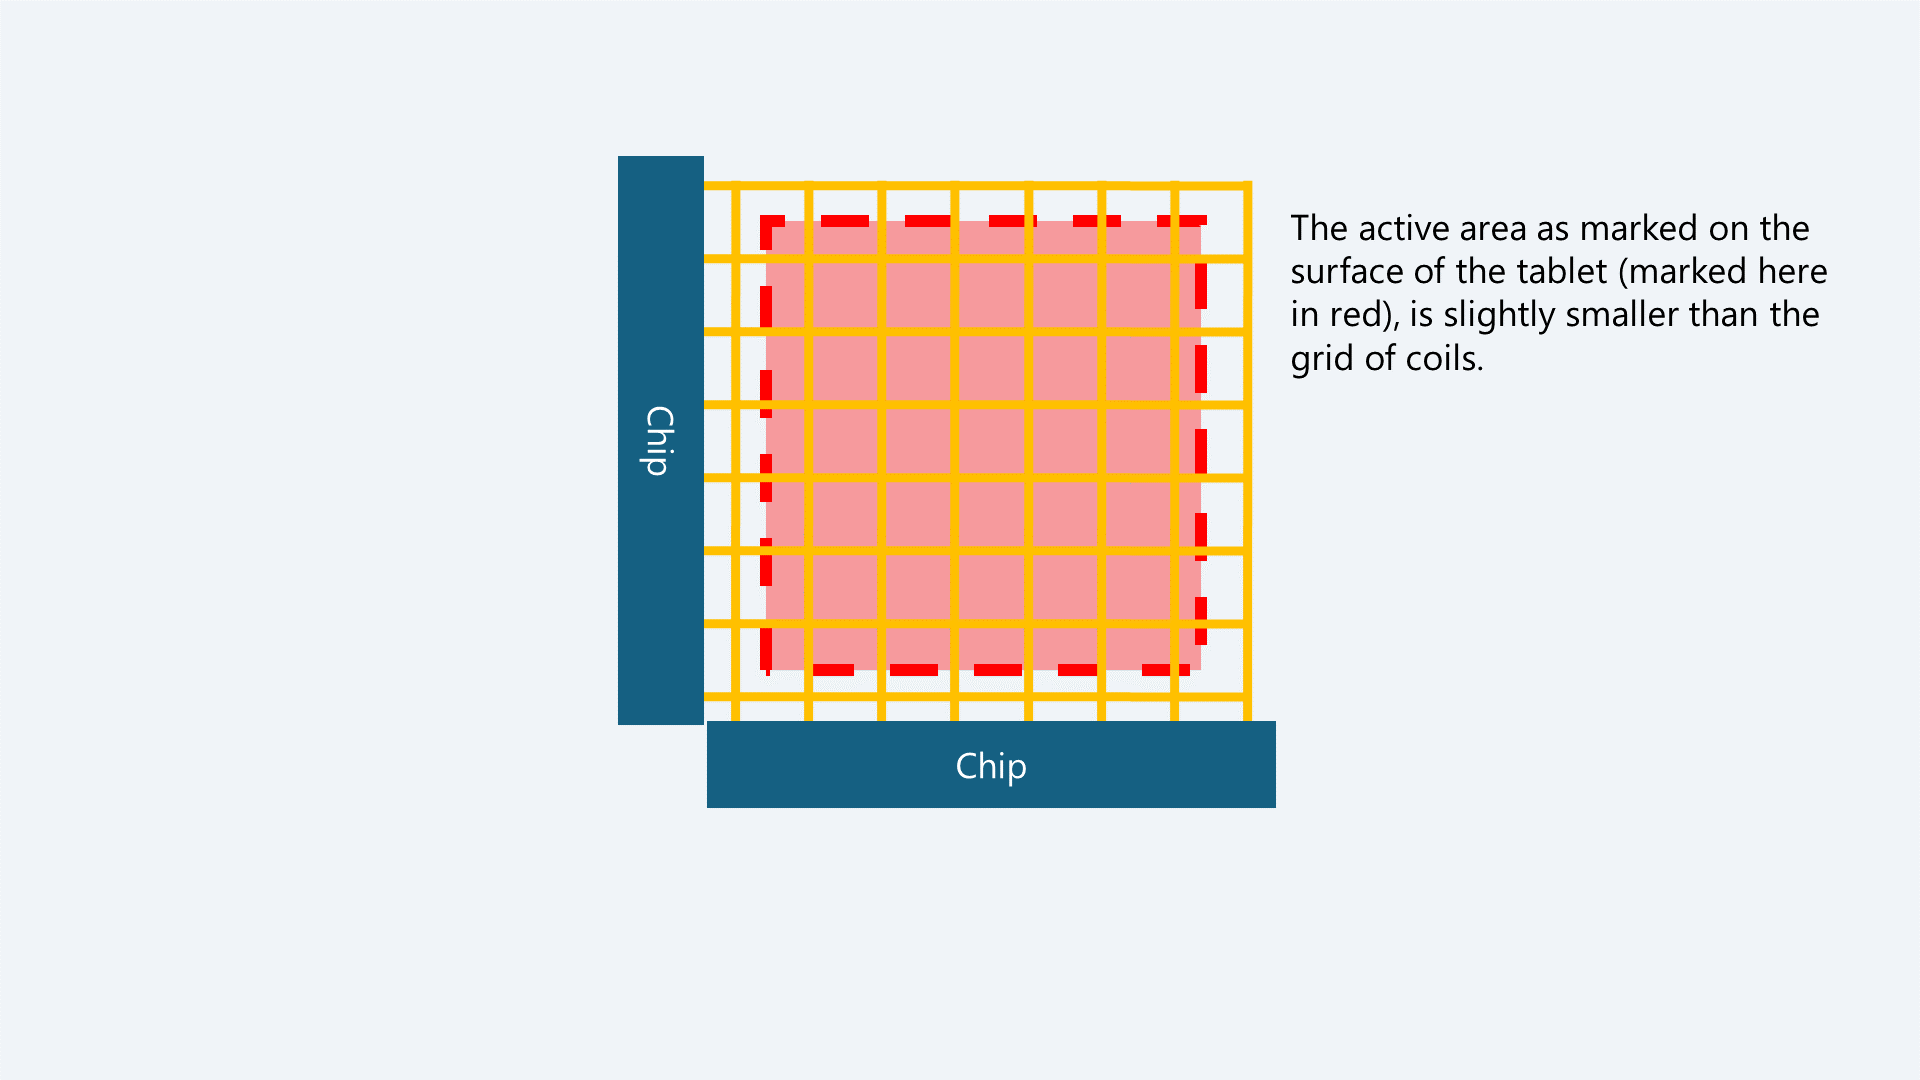 The active area as marked on the
surface of the tablet (marked here
in red), is slightly smaller than the
grid of coils.
Chip
Chip